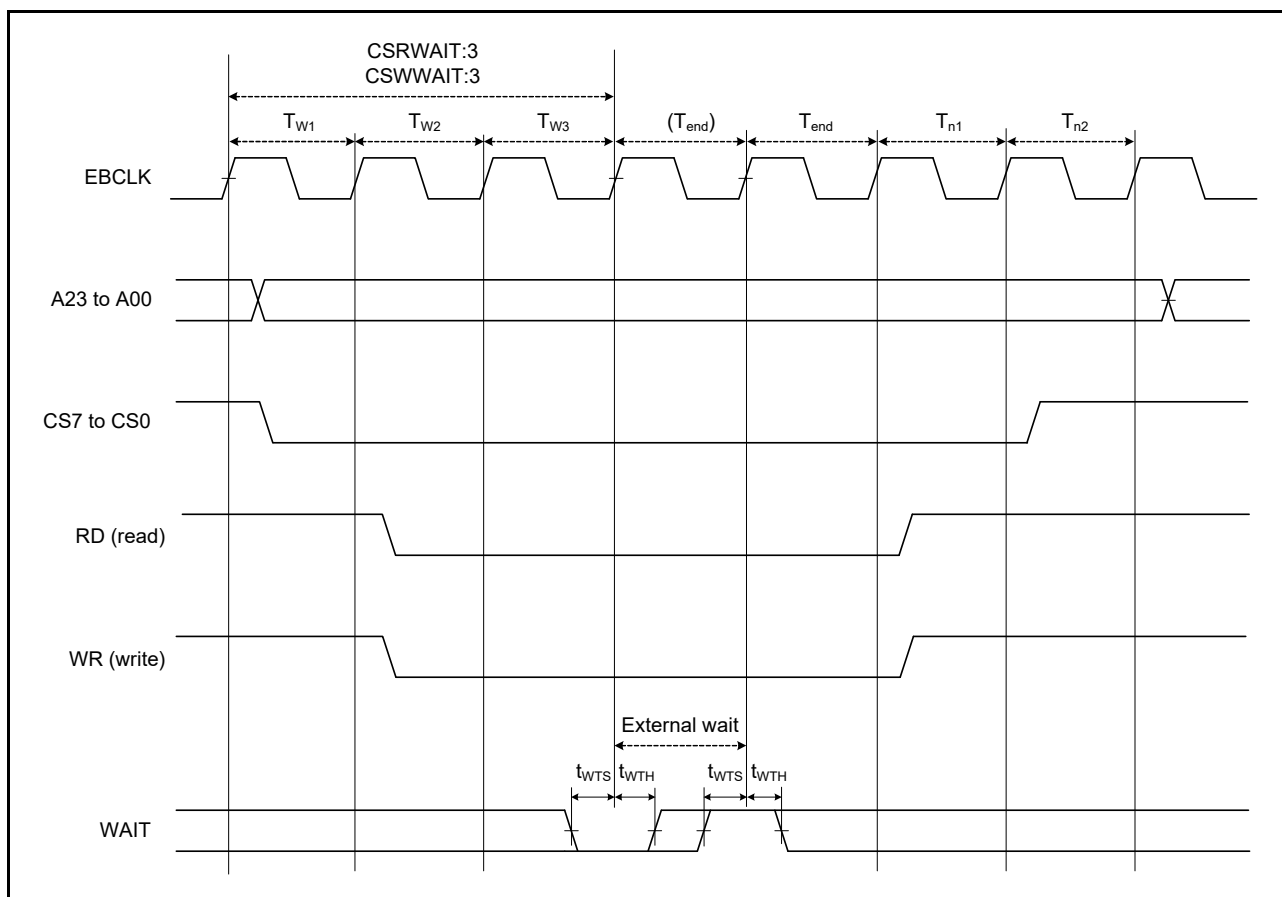 CSRWAIT:3
CSWWAIT:3
TW1 TW2 TW3 (Tend) Tend Tn1 Tn2
EBCLK
A23 to A00
CS7 to CS0
RD (read)
WR (write)
External wait
tWTS tWTH tWTS tWTH
WAIT